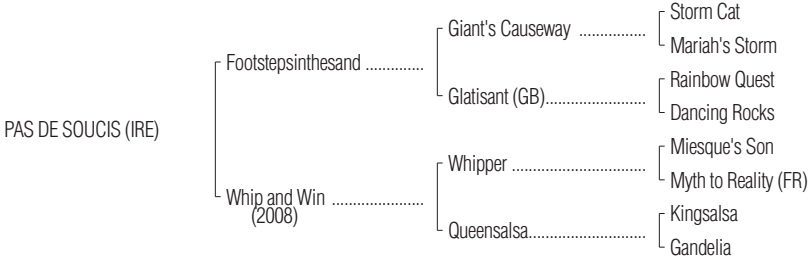 Storm Cat
Giant's Causeway ................
Mariah's Storm
Footstepsinthesand ..............
Rainbow Quest
Glatisant (GB)........................
Dancing Rocks
PAS DE SOUCIS (IRE)
Miesque's Son
Whipper ................................
Myth to Reality (FR)
Whip and Win ......................
(2008)
Kingsalsa
Queensalsa............................
Gandelia